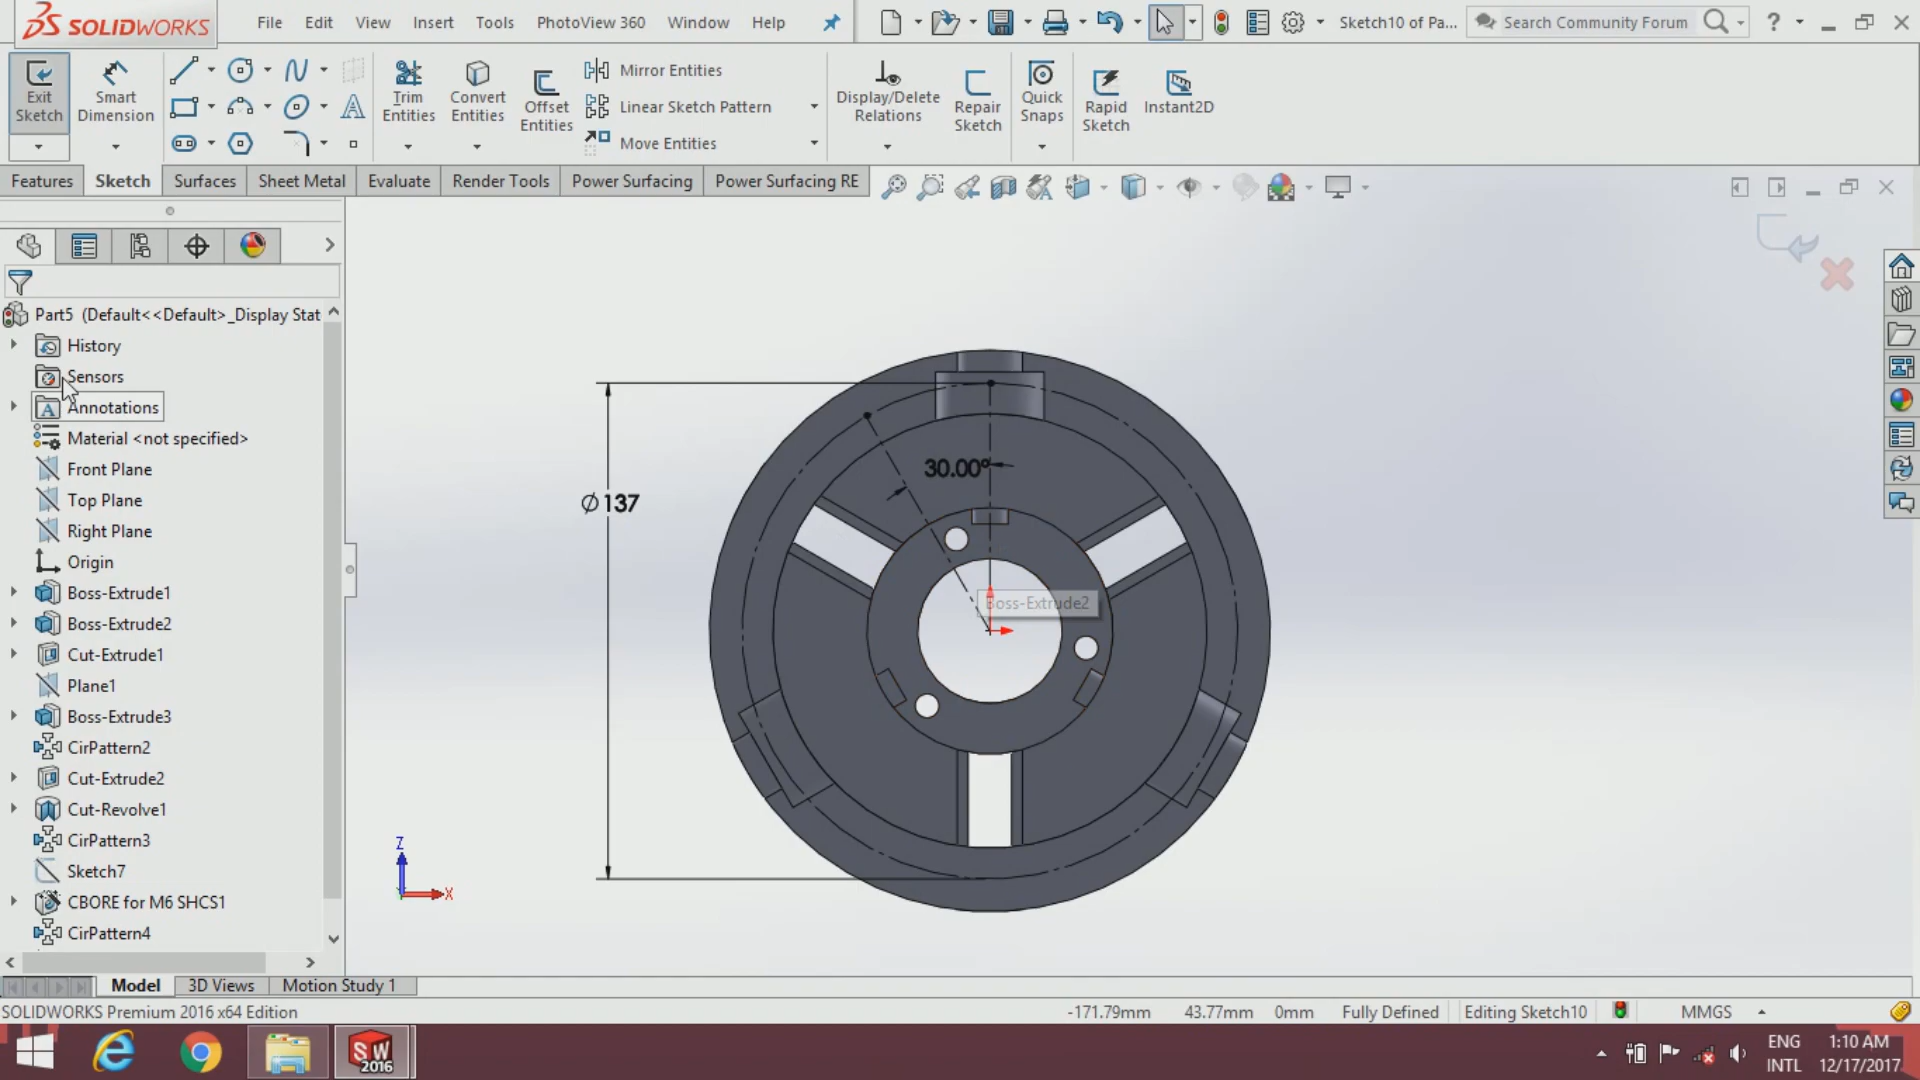 SOLIDWORKS
File Edit View Insert Tools PhotoView 360 Window Help
Sketch10 of Pa...
Search Community Forum
Exit Sketch
Smart Dimension
Trim Entities
Convert Entities
Offset Entities
Mirror Entities
Linear Sketch Pattern
Move Entities
Display/Delete Relations
Repair Sketch
Quick Snaps
Rapid Sketch
Instant2D
Features Sketch Surfaces Sheet Metal Evaluate Render Tools Power Surfacing Power Surfacing RE
Part5 (Default<<Default>_Display Stat
History
Sensors
Annotations
Material <not specified>
Front Plane
Top Plane
Right Plane
Origin
Boss-Extrude1
Boss-Extrude2
Cut-Extrude1
Plane1
Boss-Extrude3
CirPattern2
Cut-Extrude2
Cut-Revolve1
CirPattern3
Sketch7
CBORE for M6 SHCS1
CirPattern4
30.00°
∅137
Boss-Extrude2
Z
X
Model 3D Views Motion Study 1
SOLIDWORKS Premium 2016 x64 Edition
-171.79mm 43.77mm 0mm Fully Defined Editing Sketch10 MMGS
SW 2016
ENG INTL
1:10 AM
12/17/2017